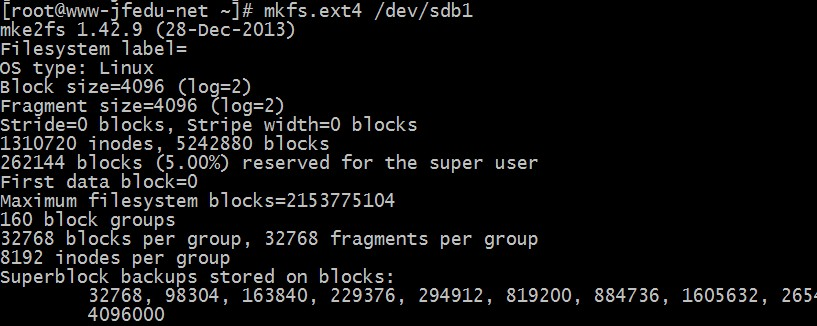 [root@www-jfedu-net ~]# mkfs.ext4 /dev/sdb1
mke2fs 1.42.9 (28-Dec-2013)
Filesystem label=
OS type: Linux
Block size=4096 (log=2)
Fragment size=4096 (log=2)
Stride=0 blocks, Stripe width=0 blocks
1310720 inodes, 5242880 blocks
262144 blocks (5.00%) reserved for the super user
First data block=0
Maximum filesystem blocks=2153775104
160 block groups
32768 blocks per group, 32768 fragments per group
8192 inodes per group
Superblock backups stored on blocks:
32768, 98304, 163840, 229376, 294912, 819200, 884736, 1605632, 
4096000